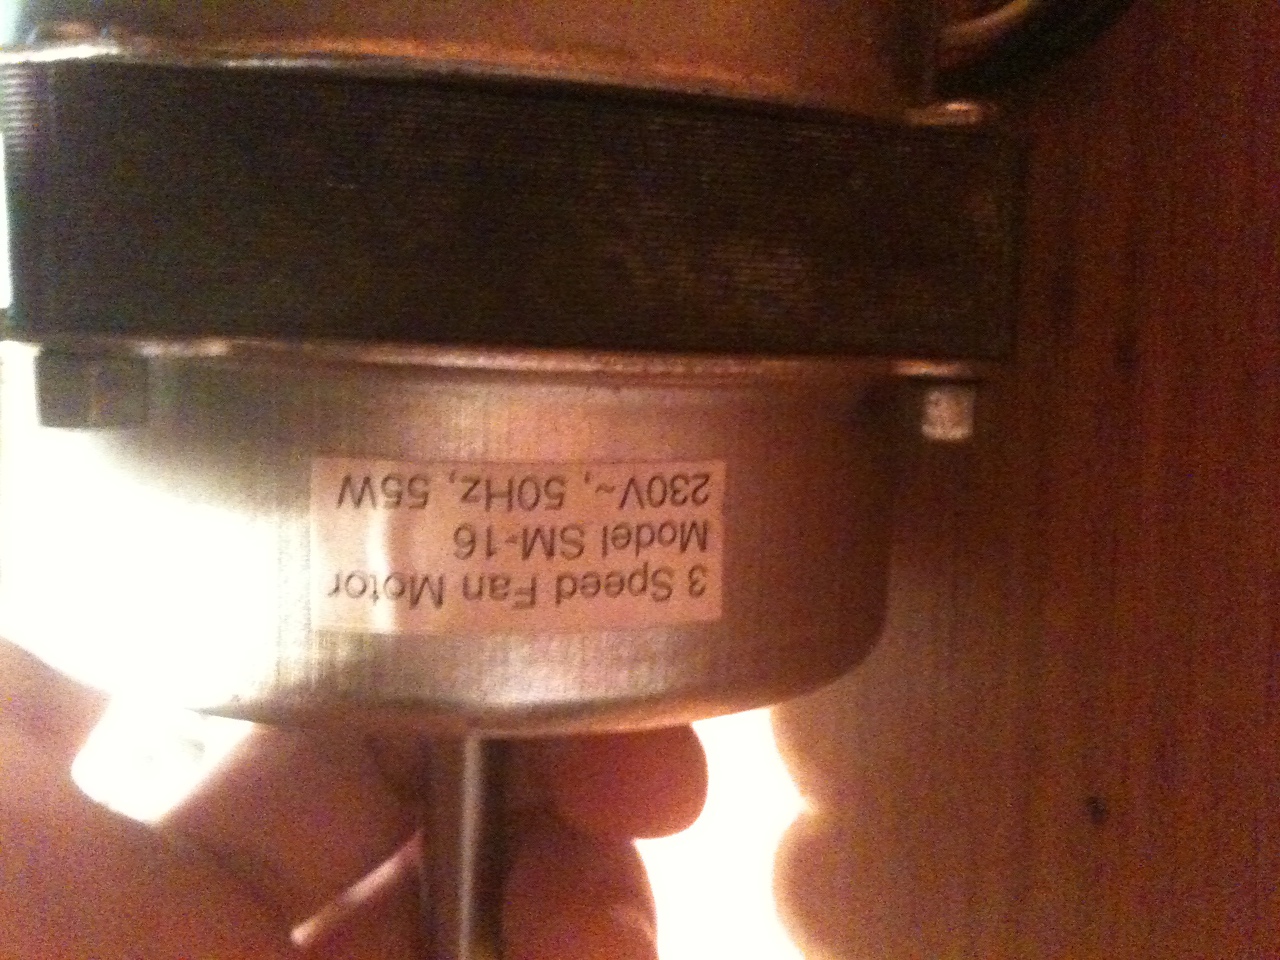 3 Speed Fan Motor
Model SM-16
230V~, 50Hz, 55W